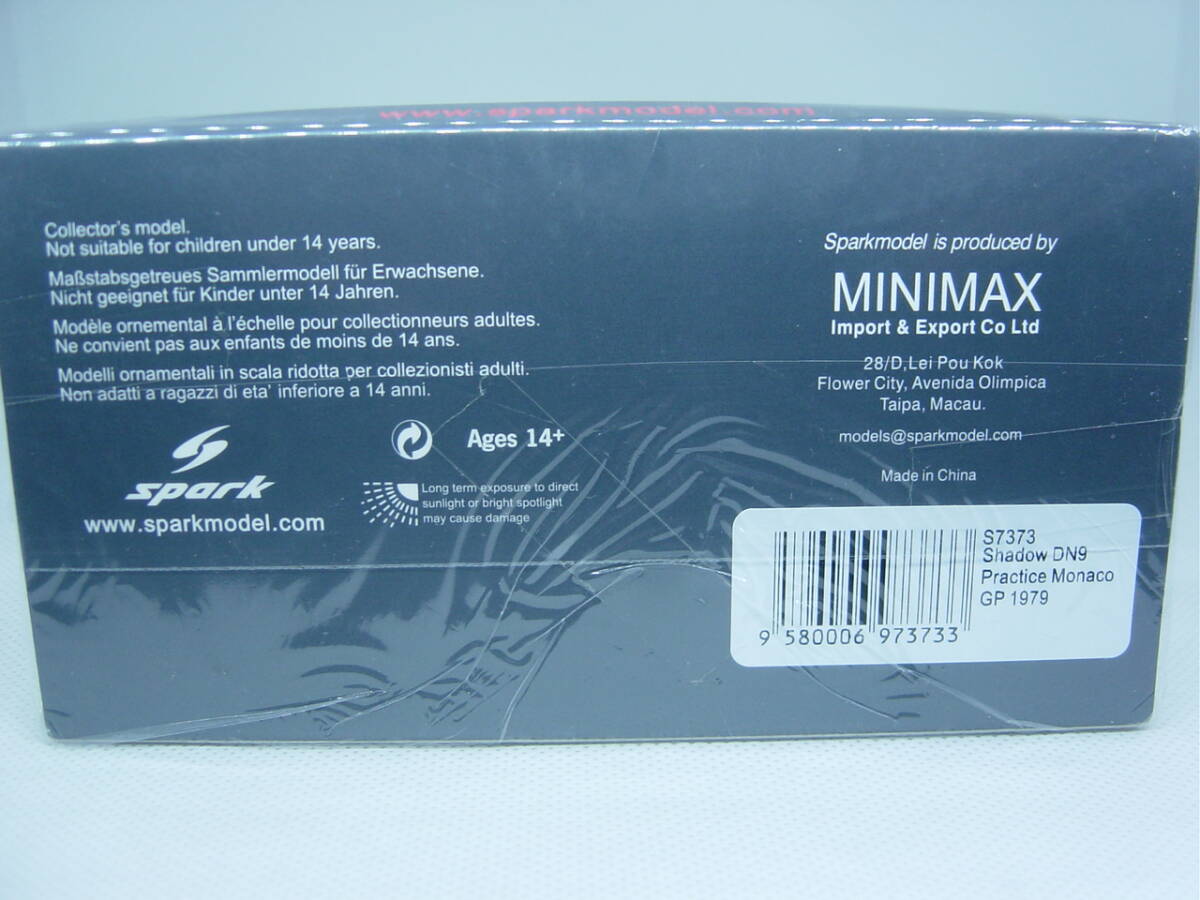 www.sparkmodel.com
Collector's model.
Not suitable for children under 14 years.
Maßstabsgetreues Sammlermodell für Erwachsene.
Nicht geeignet für Kinder unter 14 Jahren.
Modèle ornemental à l'échelle pour collectionneurs adultes.
Ne convient pas aux enfants de moins de 14 ans.
Modelli ornamentali in scala ridotta per collezionisti adulti.
Non adatti a ragazzi di eta' inferiore a 14 anni.
spark
www.sparkmodel.com
Ages 14+
Long term exposure to direct
sunlight or bright spotlight
may cause damage
Sparkmodel is produced by
MINIMAX
Import & Export Co Ltd
28/D,Lei Pou Kok
Flower City, Avenida Olimpica
Taipa, Macau.
models@sparkmodel.com
Made in China
S7373
Shadow DN9
Practice Monaco
GP 1979
9 580006 973733